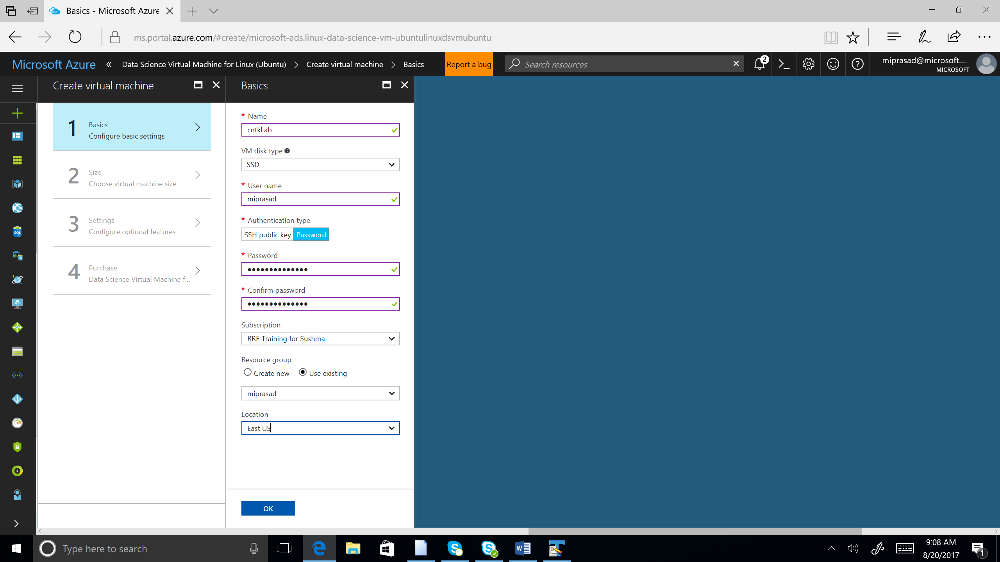 Basics - Microsoft Azure
ms.portal.azure.com/#create/microsoft-ads.linux-data-science-vm-ubuntulinuxdsvmubuntu
Microsoft Azure « Data Science Virtual Machine for Linux (Ubuntu) > Create virtual machine > Basics
Report a bug
Search resources
2
miprasad@microsoft....
MICROSOFT
Create virtual machine
1
Basics
Configure basic settings
2
Size
Choose virtual machine size
3
Settings
Configure optional features
4
Purchase
Data Science Virtual Machine f...
Basics
* Name
cntkLab
VM disk type
SSD
* User name
miprasad
* Authentication type
SSH public key Password
* Password
••••••••••••••
* Confirm password
••••••••••••••
Subscription
RRE Training for Sushma
Resource group
Create new Use existing
miprasad
Location
East US
OK
SQL
Type here to search
9:08 AM
8/20/2017
1